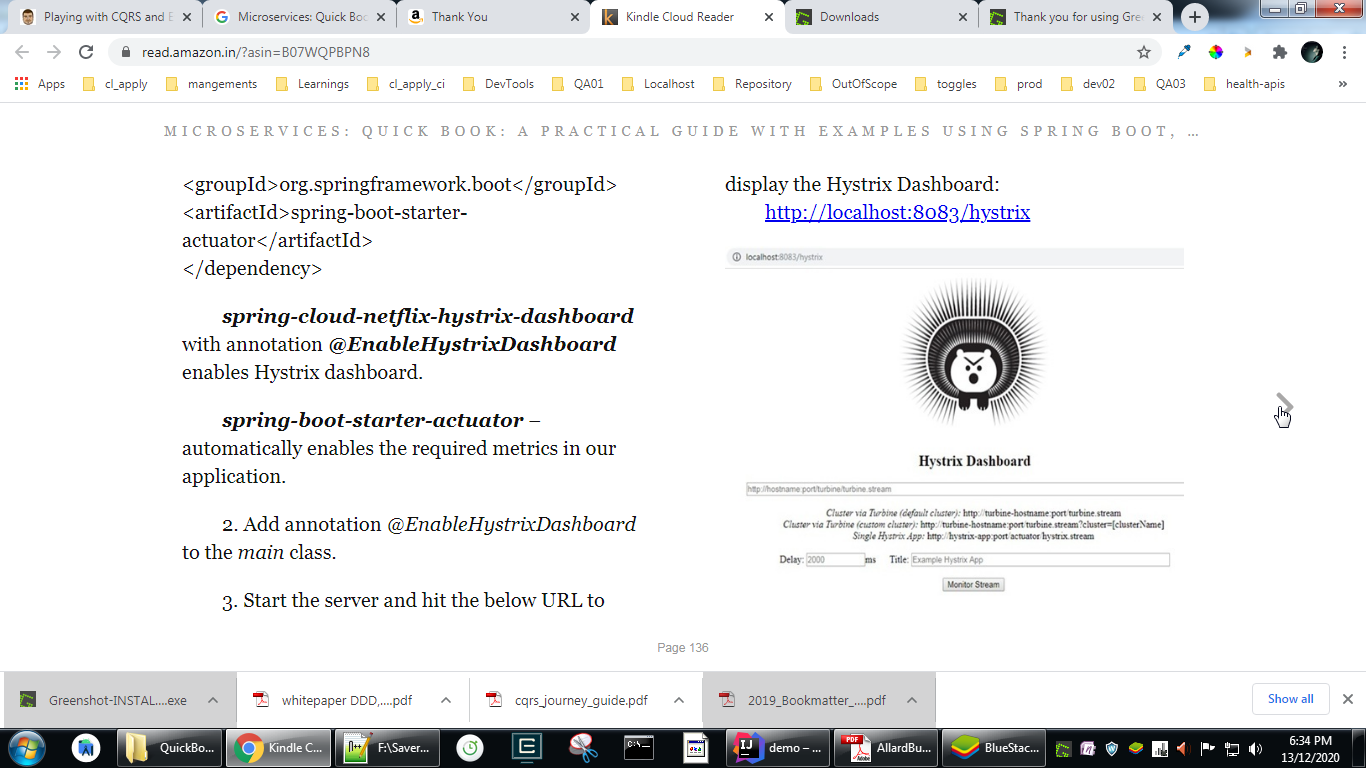 Playing with CQRS and E
Microservices: Quick Boo
Thank You
Kindle Cloud Reader
Downloads
Thank you for using Gre
read.amazon.in/?asin=B07WQPBPN8
Apps
cl_apply
mangements
Learnings
cl_apply_ci
DevTools
QA01
Localhost
Repository
OutOfScope
toggles
prod
dev02
QA03
health-apis
»
MICROSERVICES: QUICK BOOK: A PRACTICAL GUIDE WITH EXAMPLES USING SPRING BOOT, …
<groupId>org.springframework.boot</groupId>
<artifactId>spring-boot-starter-
actuator</artifactId>
</dependency>
spring-cloud-netflix-hystrix-dashboard
with annotation @EnableHystrixDashboard
enables Hystrix dashboard.
spring-boot-starter-actuator –
automatically enables the required metrics in our
application.
2. Add annotation @EnableHystrixDashboard
to the main class.
3. Start the server and hit the below URL to
display the Hystrix Dashboard:
http://localhost:8083/hystrix
localhost:8083/hystrix
Hystrix Dashboard
http://hostname:port/turbine/turbine.stream
Cluster via Turbine (default cluster): http://turbine-hostname:port/turbine.stream
Cluster via Turbine (custom cluster): http://turbine-hostname:port/turbine.stream?cluster=[clusterName]
Single Hystrix App: http://hystrix-app:port/actuator/hystrix.stream
Delay: 2000 ms Title: Example Hystrix App
Monitor Stream
Page 136
Greenshot-INSTAL....exe
whitepaper DDD,....pdf
cqrs_journey_guide.pdf
2019_Bookmatter_....pdf
Show all
QuickBo...
Kindle C...
F:\Saver...
demo – ...
AllardBu...
BlueStac...
6:34 PM
13/12/2020